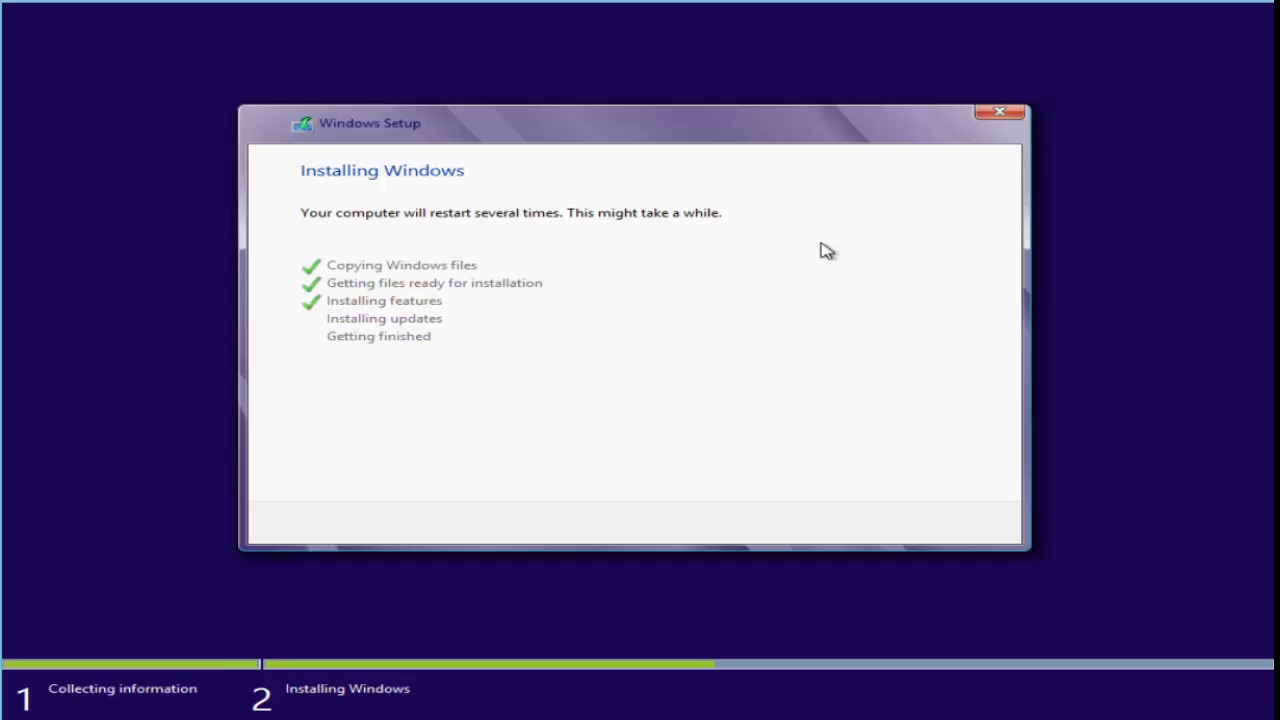 Windows Setup
Installing Windows
Your computer will restart several times. This might take a while.
Copying Windows files
Getting files ready for installation
Installing features
Installing updates
Getting finished
1 Collecting information
2 Installing Windows